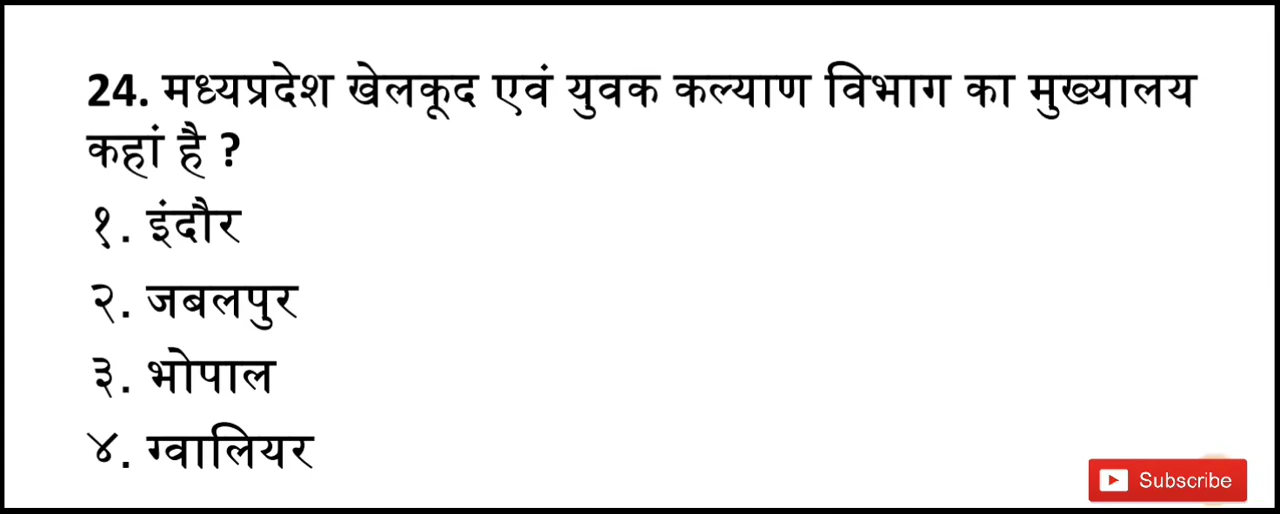 24. मध्यप्रदेश खेलकूद एवं युवक कल्याण विभाग का मुख्यालय
कहां है ?
१. इंदौर
२. जबलपुर
३. भोपाल
४. ग्वालियर
Subscribe